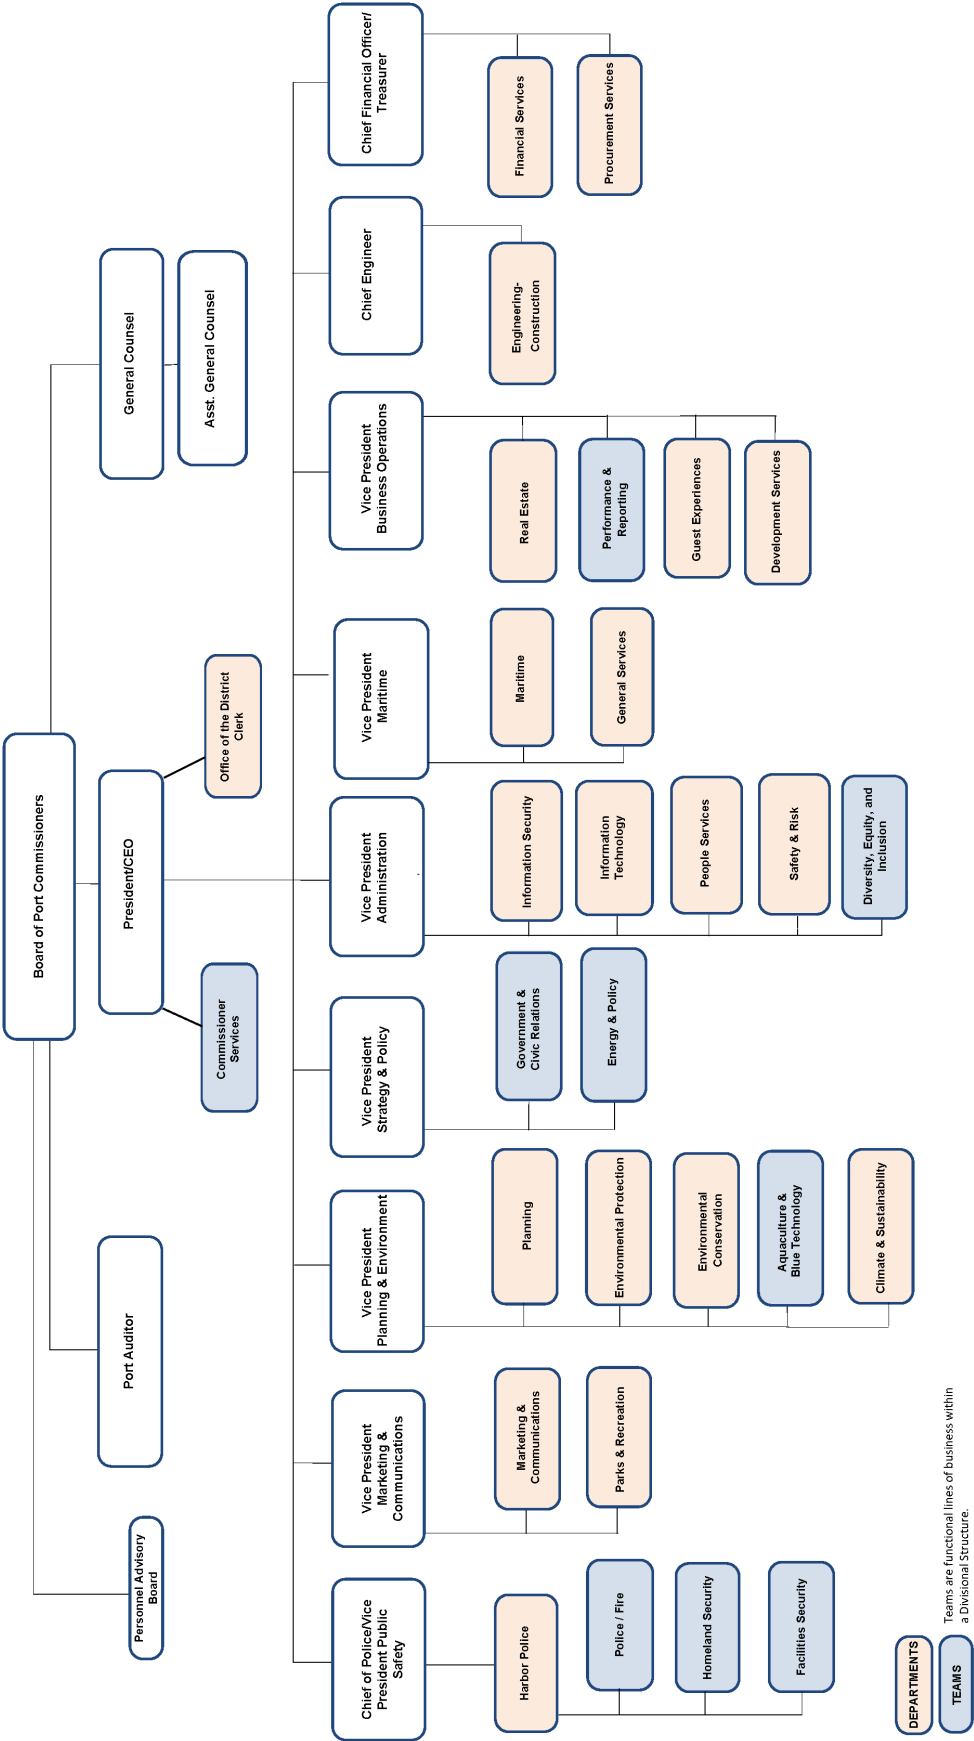 Board of Port Commissioners
Personnel Advisory
Board
Port Auditor
President/CEO
General Counsel
Asst. General Counsel
Commissioner
Services
Office of the District
Clerk
Chief of Police/Vice
President Public
Safety
Vice President
Marketing &
Communications
Vice President
Planning & Environment
Vice President
Strategy & Policy
Vice President
Administration
Vice President
Maritime
Vice President
Business Operations
Chief Engineer
Chief Financial Officer/
Treasurer
Harbor Police
Police / Fire
Homeland Security
Facilities Security
Marketing &
Communications
Parks & Recreation
Planning
Environmental Protection
Environmental
Conservation
Aquaculture &
Blue Technology
Climate & Sustainability
Government &
Civic Relations
Energy & Policy
Information Security
Information
Technology
People Services
Safety & Risk
Diversity, Equity, and
Inclusion
Maritime
General Services
Real Estate
Performance &
Reporting
Guest Experiences
Development Services
Engineering-
Construction
Financial Services
Procurement Services
DEPARTMENTS
TEAMS
Teams are functional lines of business within
a Divisional Structure.